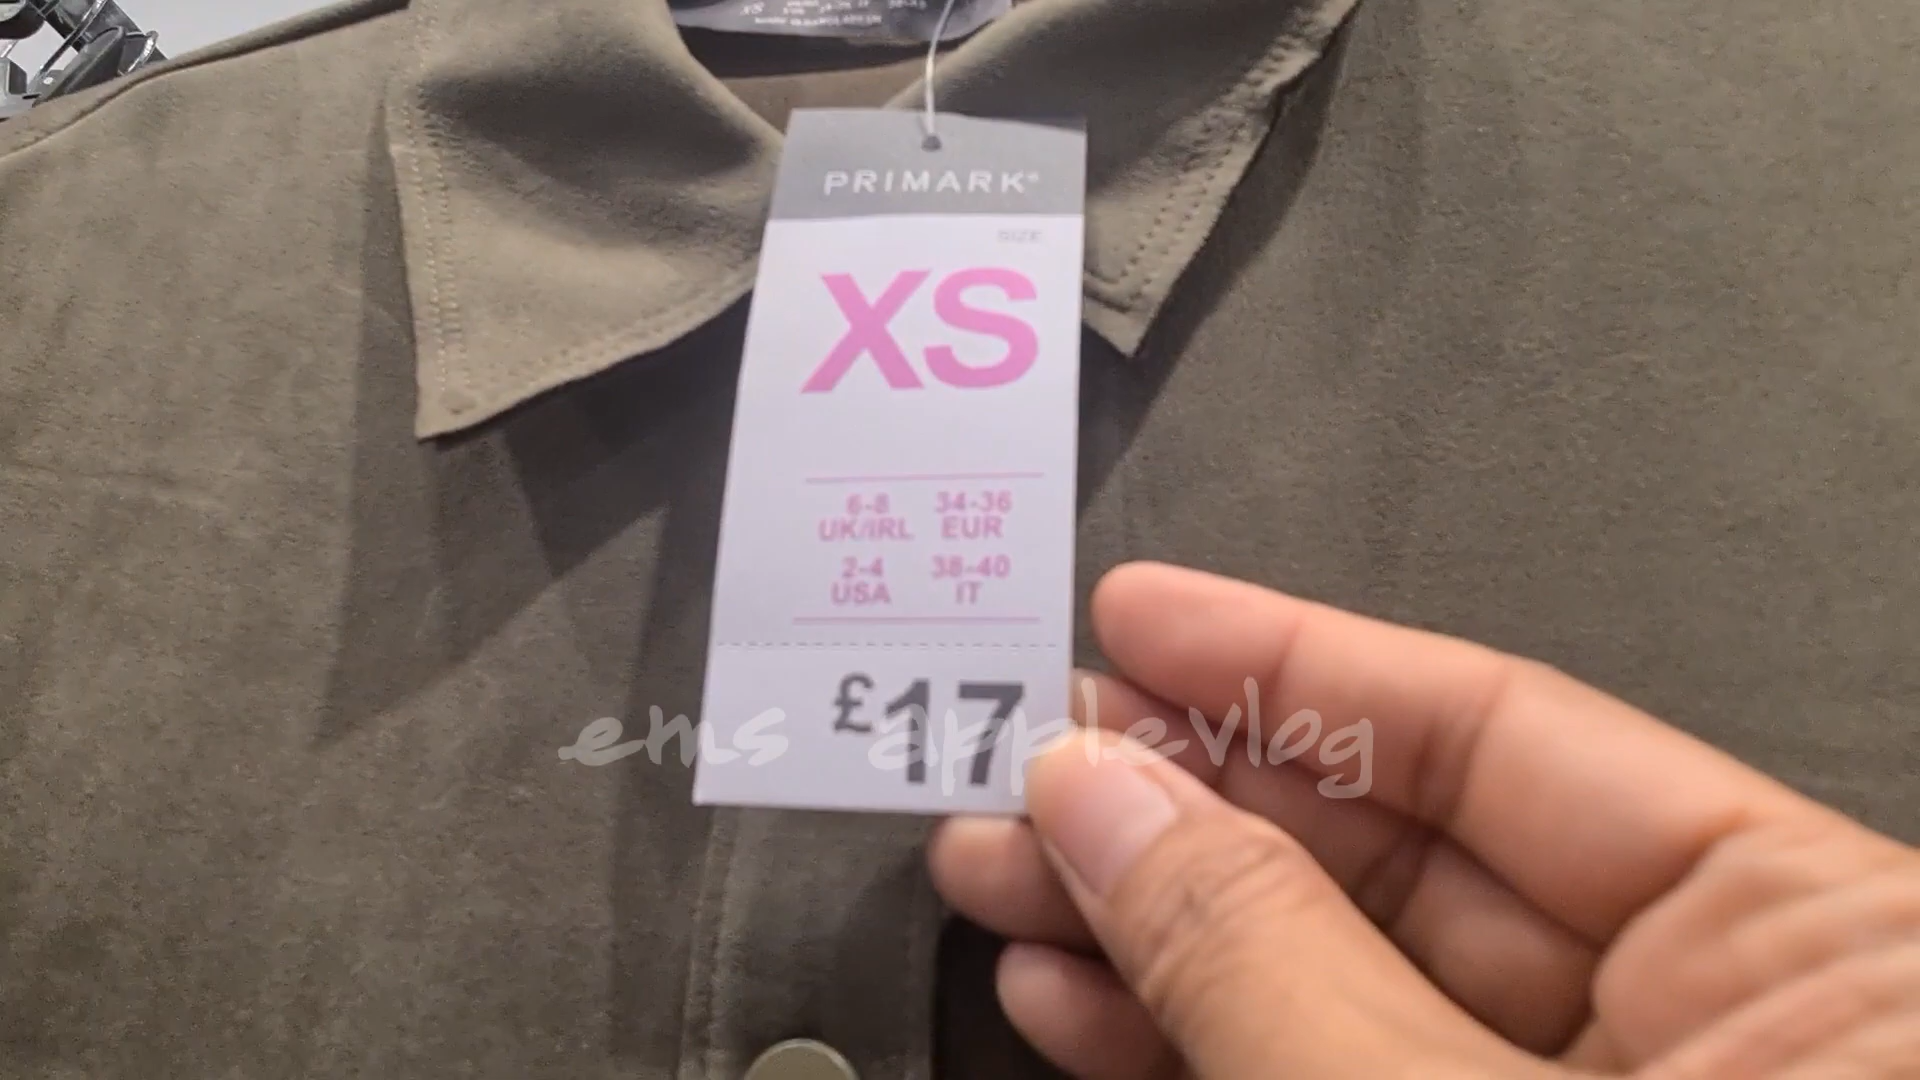 PRIMARK®
SIZE
XS
6-8 34-36
UK/IRL EUR
2-4 38-40
USA IT
£17
ems applevlog